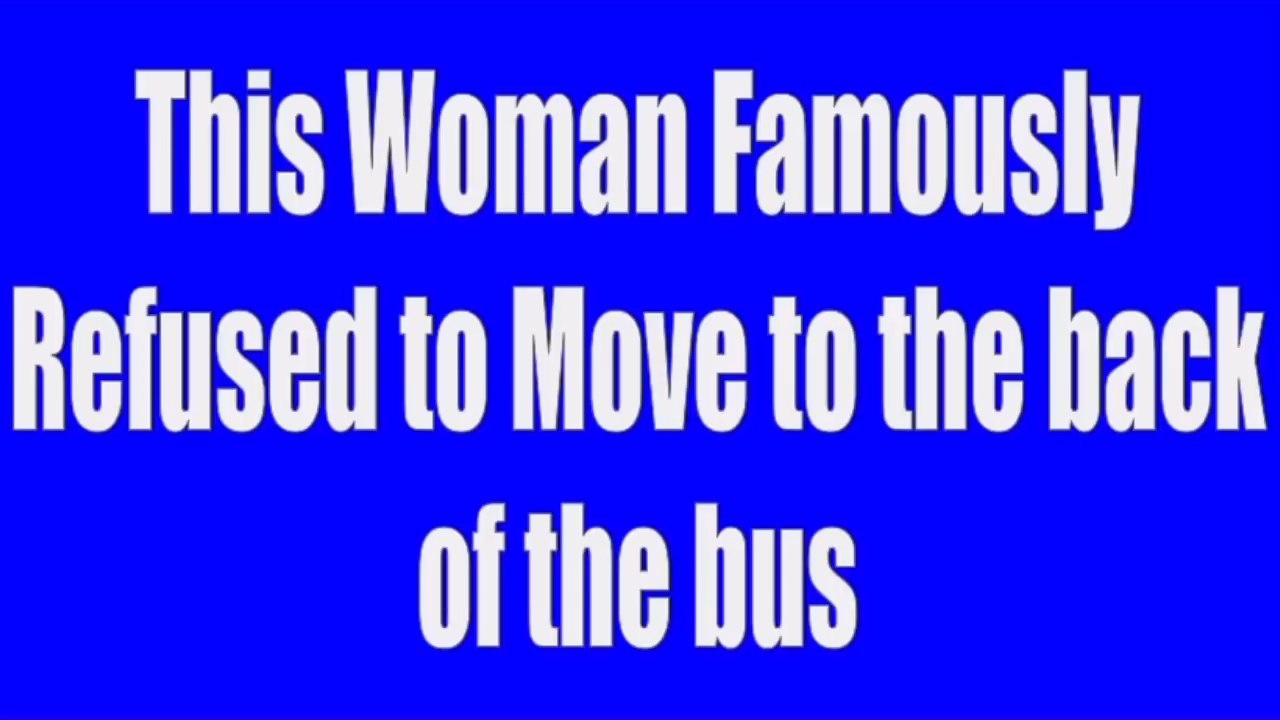 This Woman Famously
Refused to Move to the back
of the bus